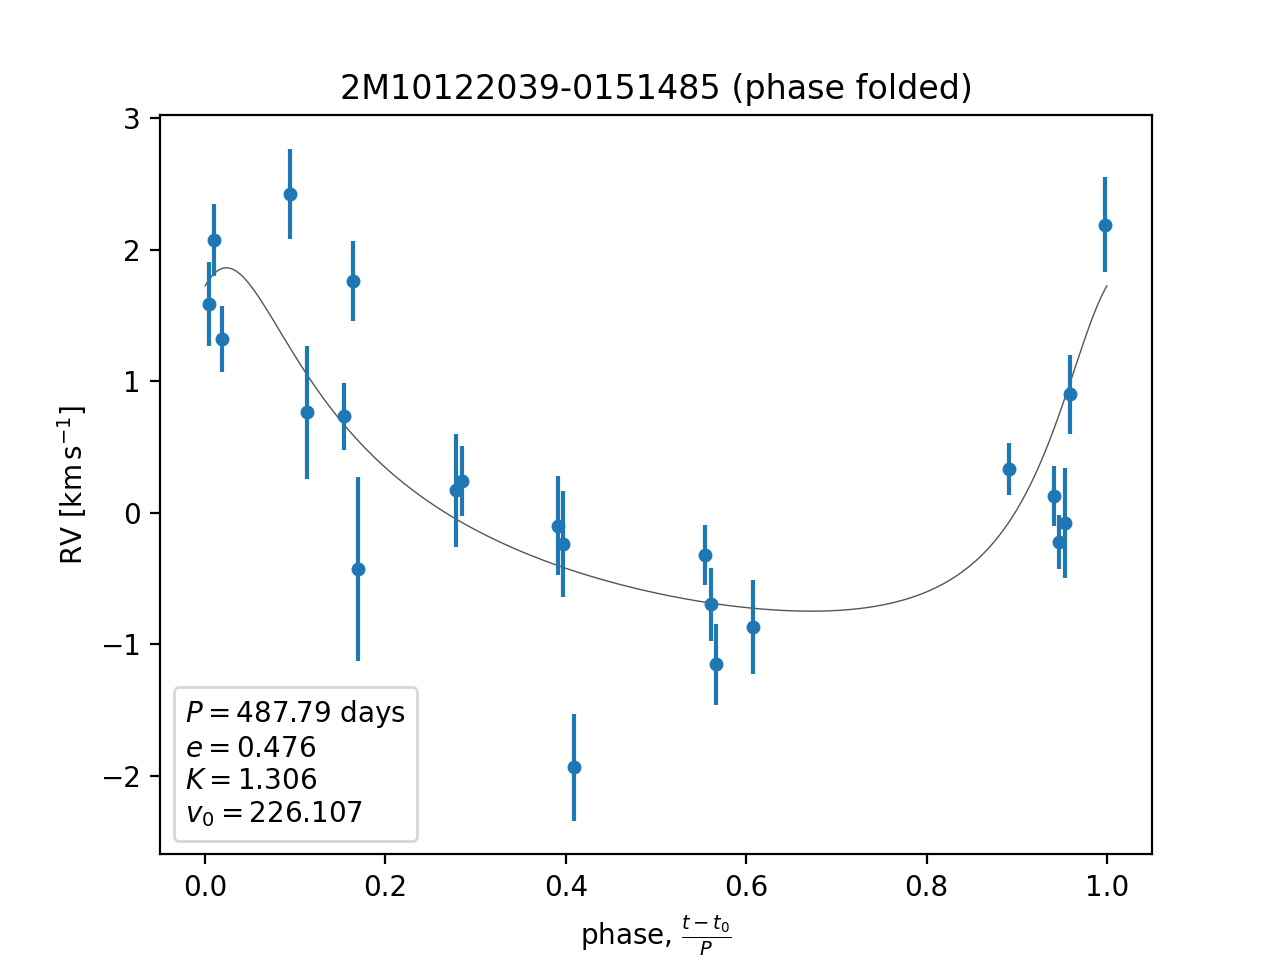 2M10122039-0151485 (phase folded)
3
2
1
0
−1
−2
RV [km s⁻¹]
P = 487.79 days
e = 0.476
K = 1.306
v₀ = 226.107
0.0 0.2 0.4 0.6 0.8 1.0
phase, (t − t₀)/P